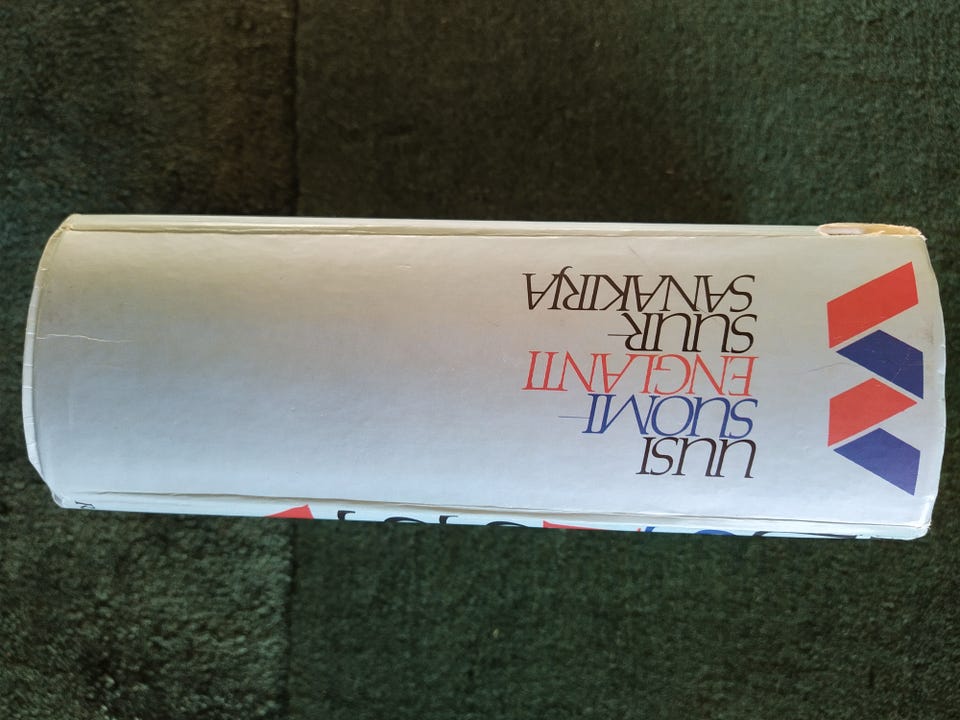 UUSI
SUOMI-
ENGLANTI
SUUR-
SANAKIRJA